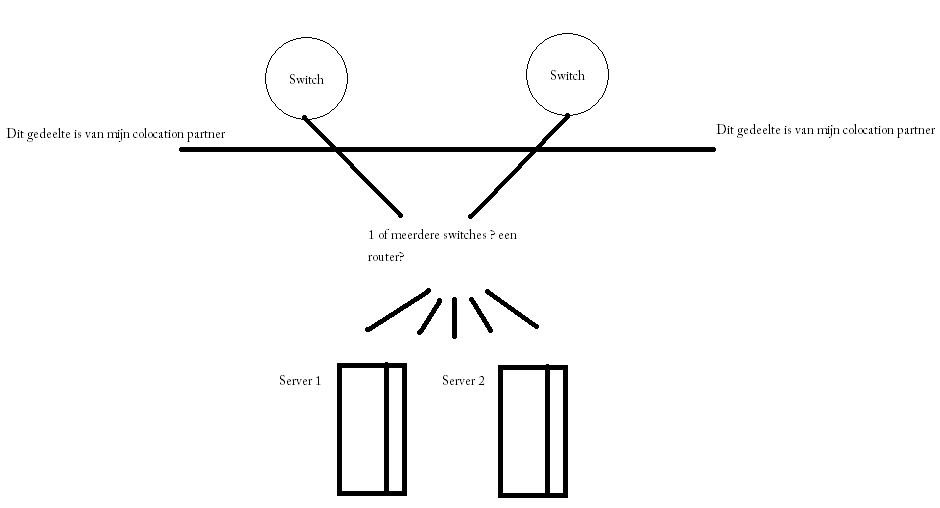 Switch
Switch
Dit gedeelte is van mijn colocation partner
Dit gedeelte is van mijn colocation partner
1 of meerdere switches ? een
router?
Server 1
Server 2